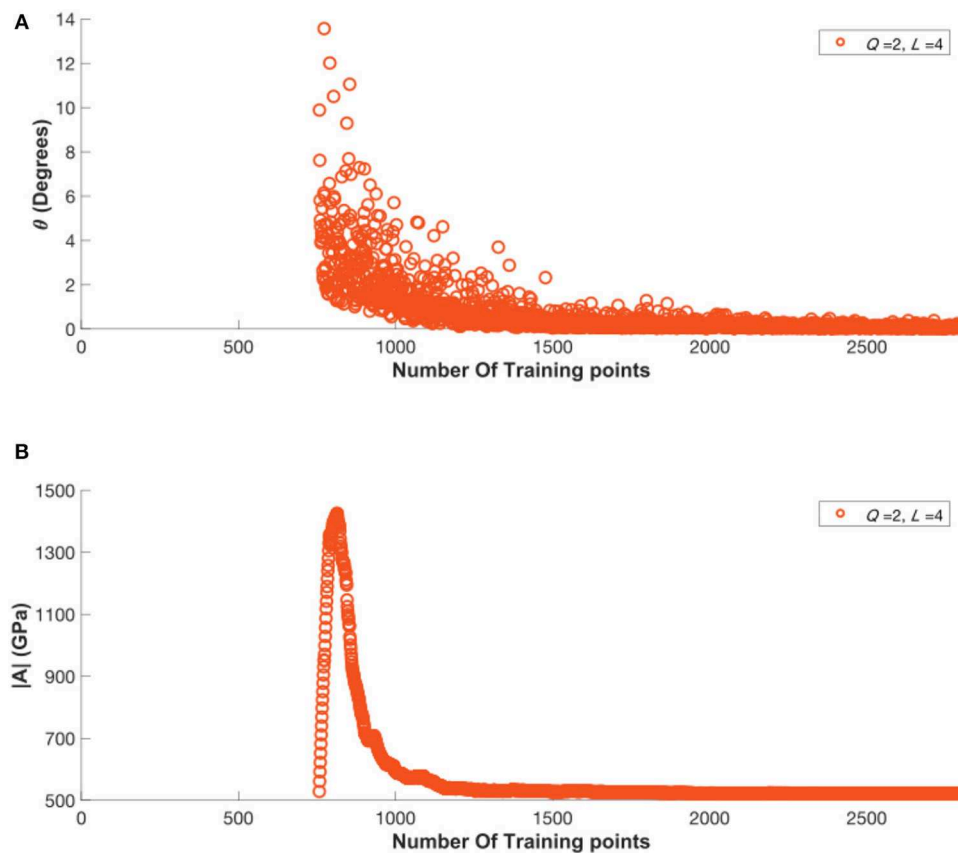 A
14
12
10
8
6
4
2
0
θ (Degrees)
Q =2, L =4
0 500 1000 1500 2000 2500
Number Of Training points
B
1500
1300
1100
900
700
500
|A| (GPa)
Q =2, L =4
0 500 1000 1500 2000 2500
Number Of Training points